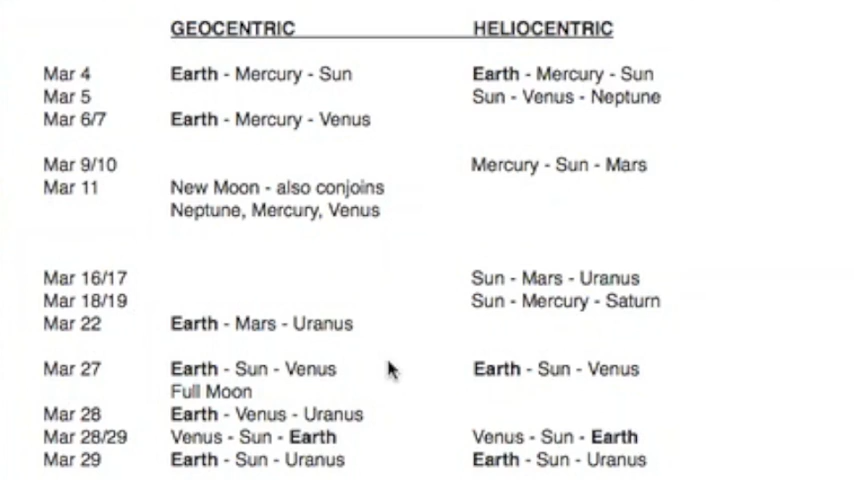 GEOCENTRIC HELIOCENTRIC
Mar 4 Earth - Mercury - Sun Earth - Mercury - Sun
Mar 5 Sun - Venus - Neptune
Mar 6/7 Earth - Mercury - Venus
Mar 9/10 Mercury - Sun - Mars
Mar 11 New Moon - also conjoins
Neptune, Mercury, Venus
Mar 16/17 Sun - Mars - Uranus
Mar 18/19 Sun - Mercury - Saturn
Mar 22 Earth - Mars - Uranus
Mar 27 Earth - Sun - Venus Earth - Sun - Venus
Full Moon
Mar 28 Earth - Venus - Uranus
Mar 28/29 Venus - Sun - Earth Venus - Sun - Earth
Mar 29 Earth - Sun - Uranus Earth - Sun - Uranus